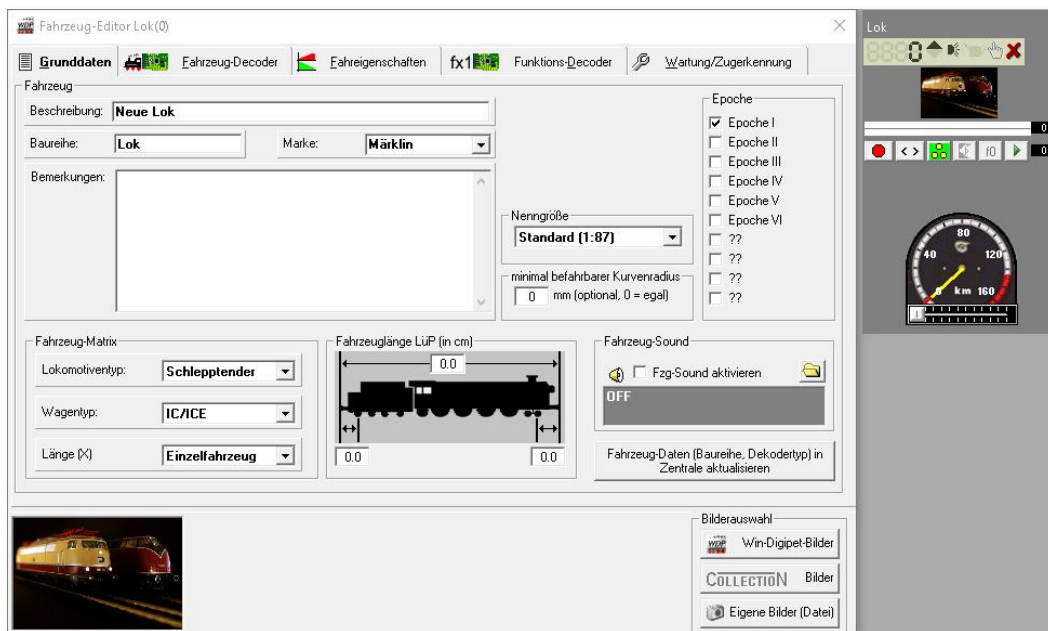 Fahrzeug-Editor Lok(0)
Grunddaten
Fahrzeug-Decoder
Fahreigenschaften
fx1
Funktions-Decoder
Wartung/Zugerkennung
Fahrzeug
Beschreibung: Neue Lok
Baureihe: Lok
Marke: Märklin
Bemerkungen:
Nenngröße
Standard (1:87)
minimal befahrbarer Kurvenradius
0 mm (optional, 0 = egal)
Epoche
Epoche I
Epoche II
Epoche III
Epoche IV
Epoche V
Epoche VI
??
??
??
??
Fahrzeug-Matrix
Lokomotiventyp: Schlepptender
Wagentyp: IC/ICE
Länge (X) Einzelfahrzeug
Fahrzeuglänge LüP (in cm)
0.0
0.0 0.0
Fahrzeug-Sound
Fzg-Sound aktivieren
OFF
Fahrzeug-Daten (Baureihe, Dekodertyp) in
Zentrale aktualisieren
Bilderauswahl
WDP Win-Digipet-Bilder
COLLECTION Bilder
Eigene Bilder (Datei)
Lok
0
0
< > f0 0
80
40 120
0 km 160